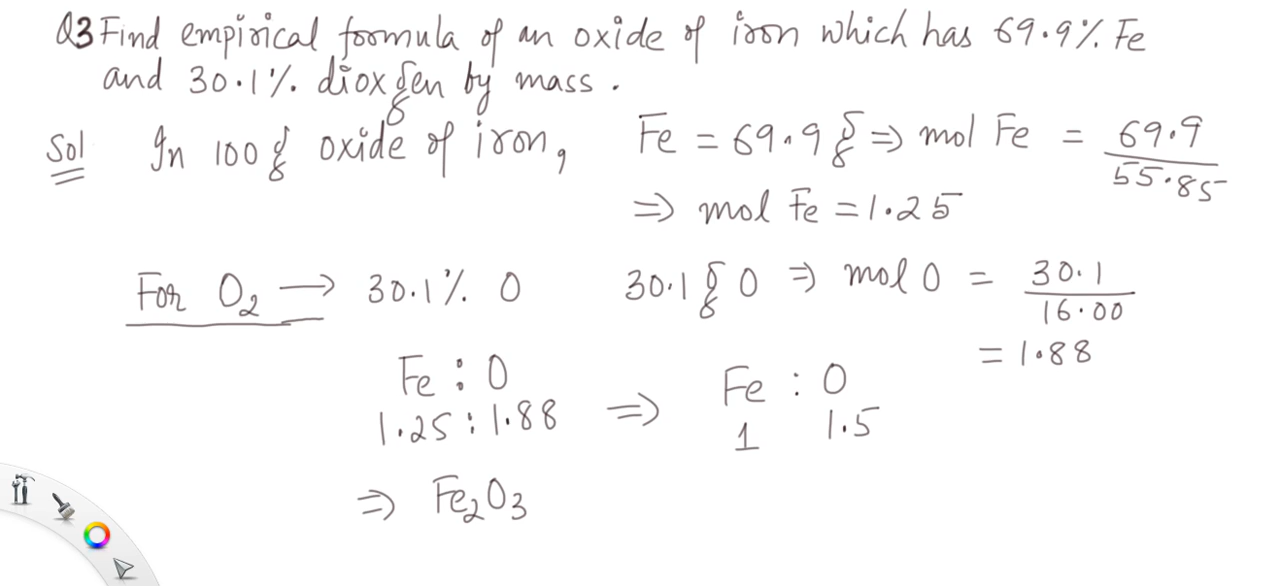 Q3 Find empirical formula of an oxide of iron which has 69.9% Fe
and 30.1% dioxgen by mass.
Sol In 100 g oxide of iron, Fe = 69.9 g ⇒ mol Fe = 69.9/55.85
⇒ mol Fe = 1.25
For O₂ → 30.1% O 30.1 g O ⇒ mol O = 30.1/16.00
= 1.88
Fe : O ⇒ Fe : O
1.25 : 1.88 1 1.5
⇒ Fe₂O₃